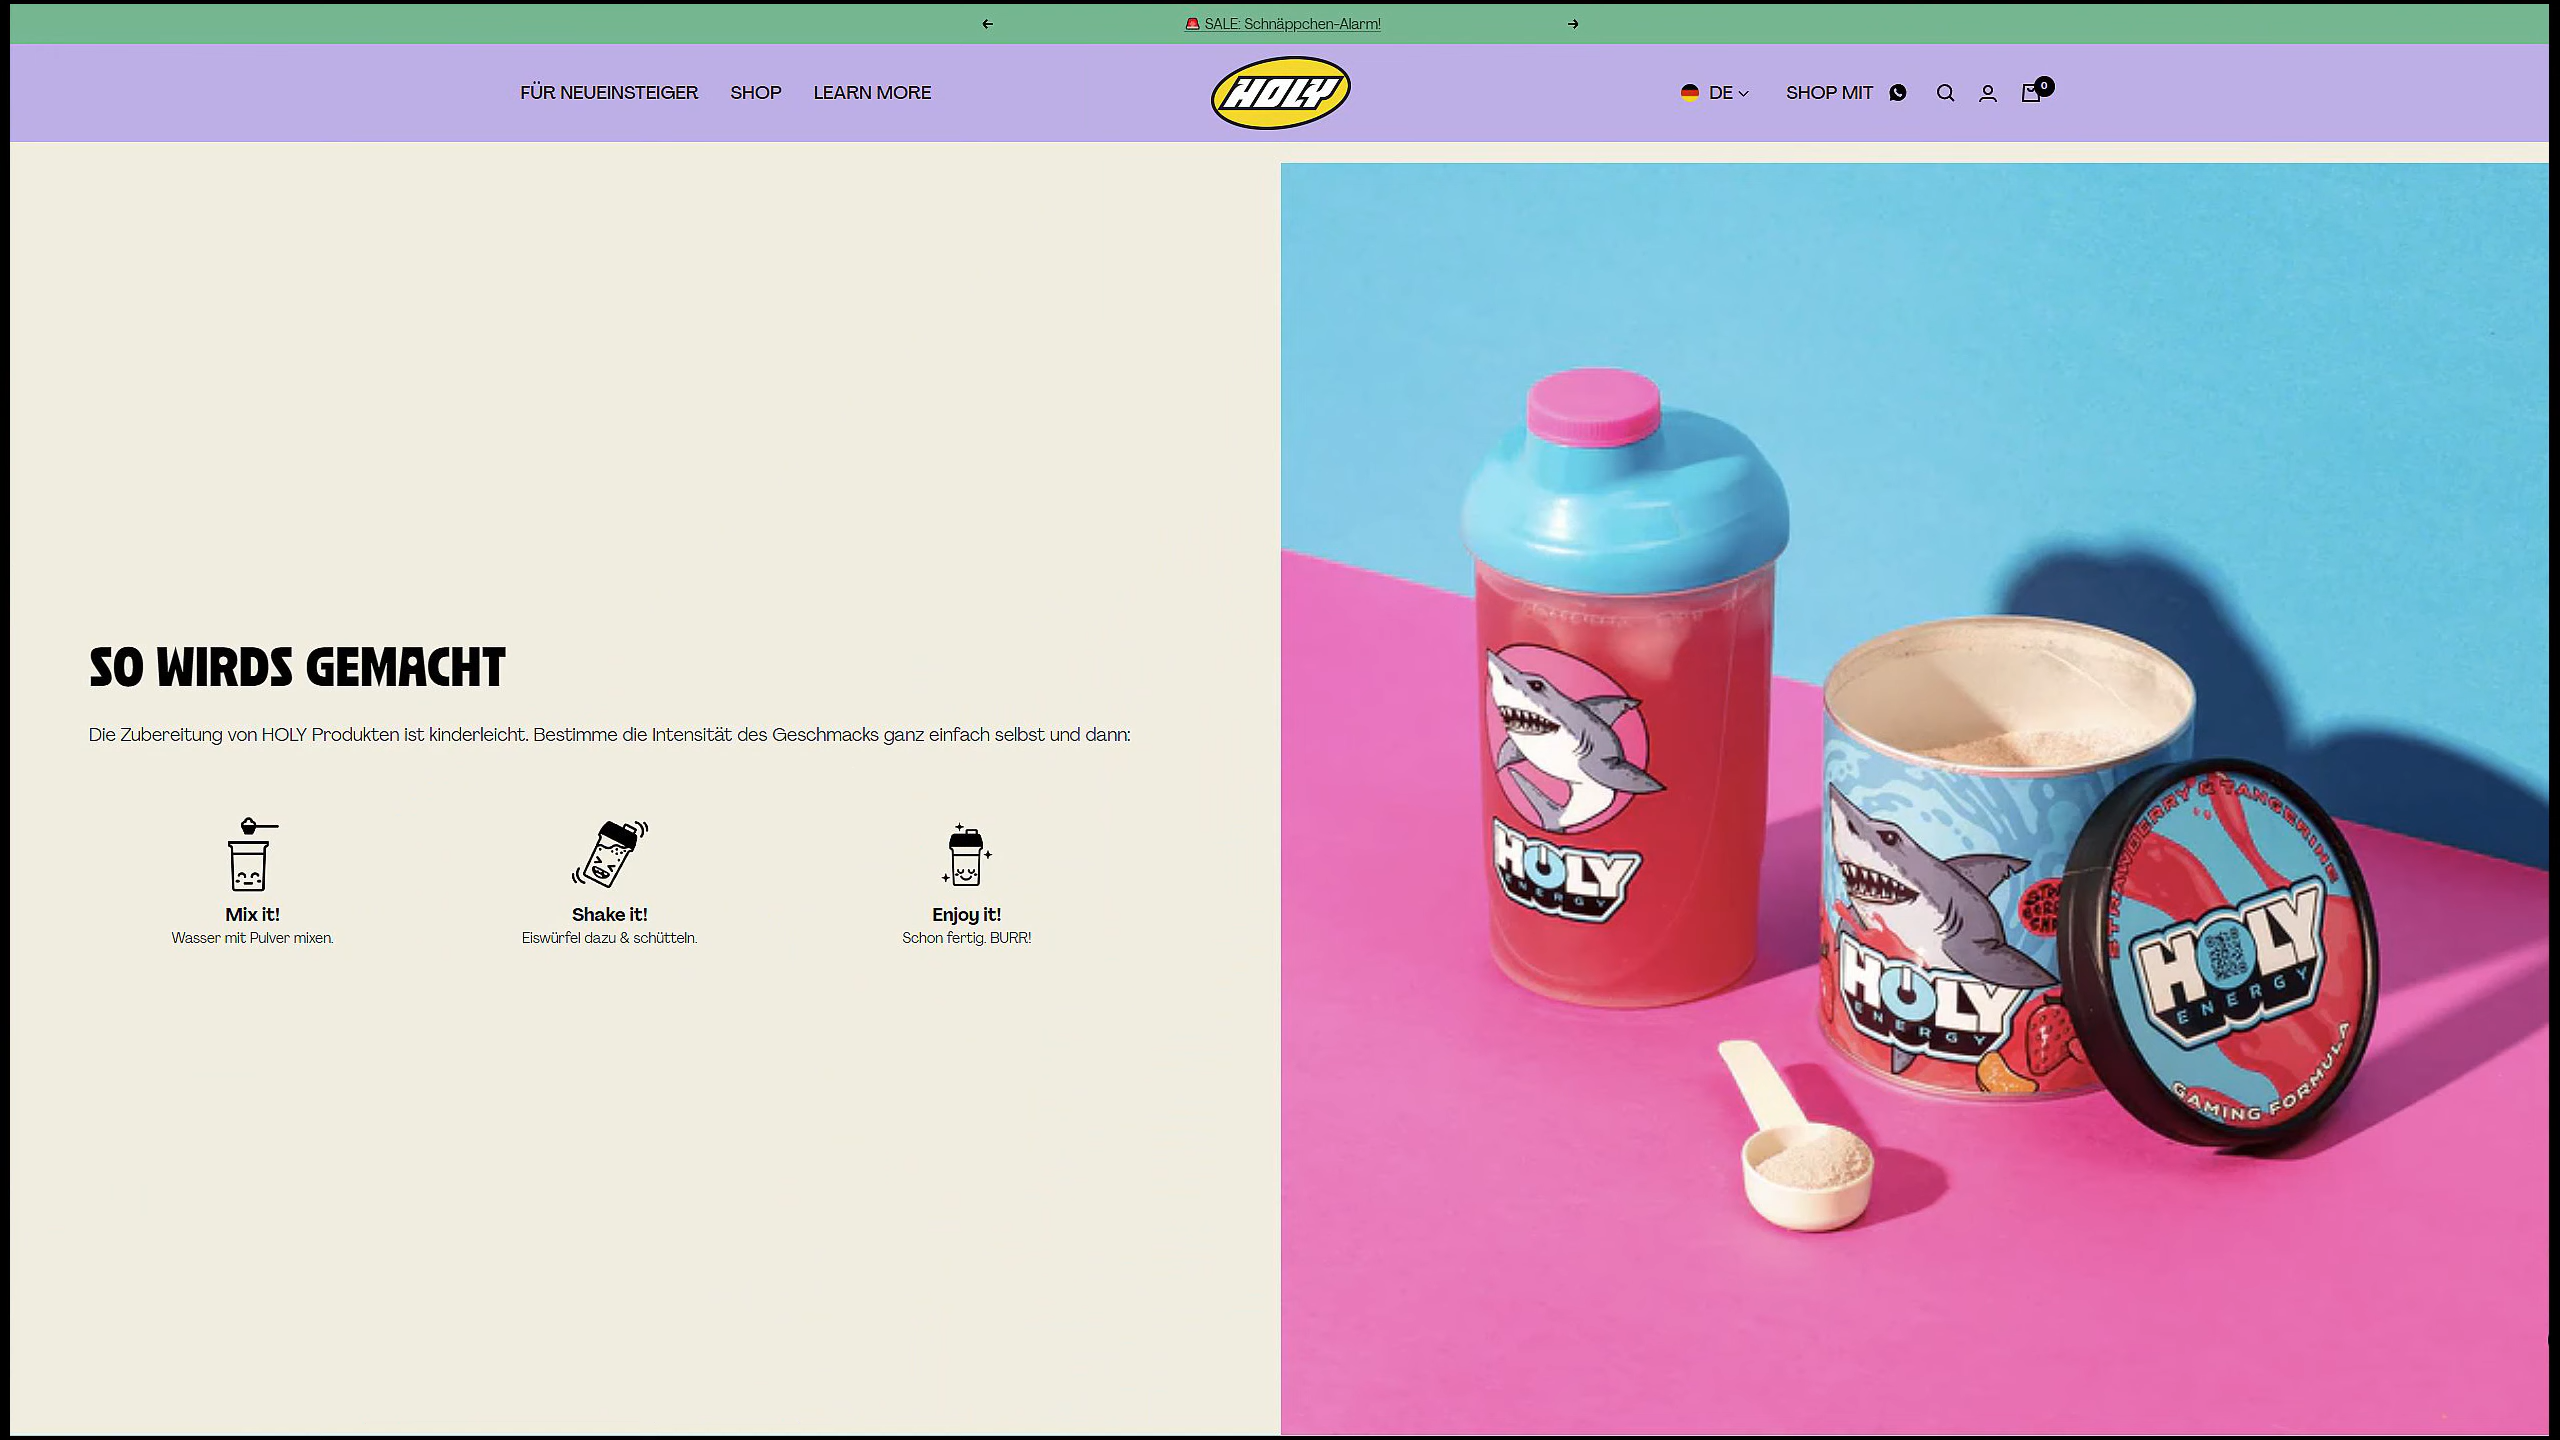 🚨 SALE: Schnäppchen-Alarm!
FÜR NEUEINSTEIGER SHOP LEARN MORE
HOLY
DE SHOP MIT
0
SO WIRDS GEMACHT
Die Zubereitung von HOLY Produkten ist kinderleicht. Bestimme die Intensität des Geschmacks ganz einfach selbst und dann:
Mix it!
Wasser mit Pulver mixen.
Shake it!
Eiswürfel dazu & schütteln.
Enjoy it!
Schon fertig. BURR!
HOLY
ENERGY
HOLY
ENERGY
STRAWBERRY & TANGERINE
HOLY
ENERGY
GAMING FORMULA